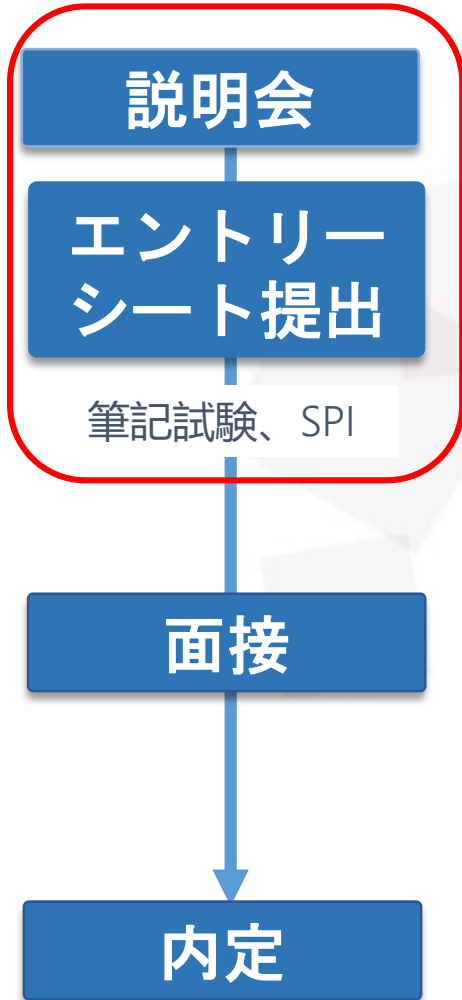 説明会
エントリー
シート提出
筆記試験、SPI
面接
内定